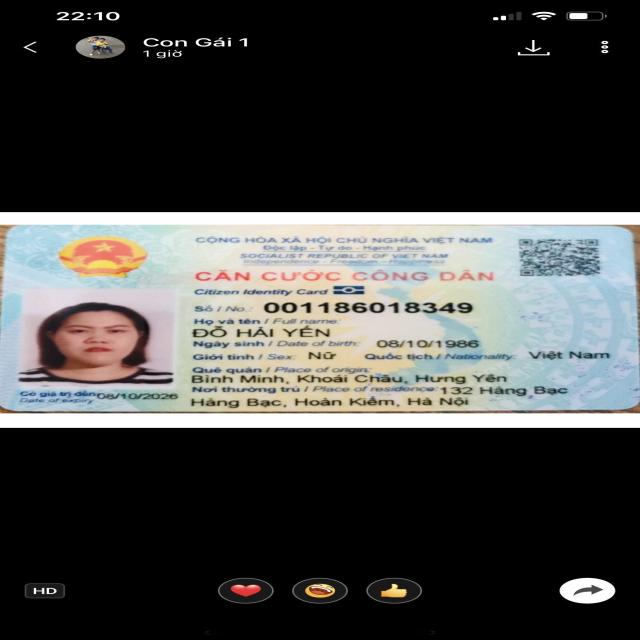 22:10
Con Gái 1
1 giờ
CỘNG HÒA XÃ HỘI CHỦ NGHĨA VIỆT NAM
Độc lập - Tự do - Hạnh phúc
SOCIALIST REPUBLIC OF VIET NAM
Independence - Freedom - Happiness
CĂN CƯỚC CÔNG DÂN
Citizen Identity Card
Số / No.: 001186018349
Họ và tên / Full name:
ĐỖ HẢI YẾN
Ngày sinh / Date of birth: 08/10/1986
Giới tính / Sex: Nữ Quốc tịch / Nationality: Việt Nam
Quê quán / Place of origin:
Bình Minh, Khoái Châu, Hưng Yên
Nơi thường trú / Place of residence: 132 Hàng Bạc
Hàng Bạc, Hoàn Kiếm, Hà Nội
Có giá trị đến: 08/10/2026
Date of expiry
HD